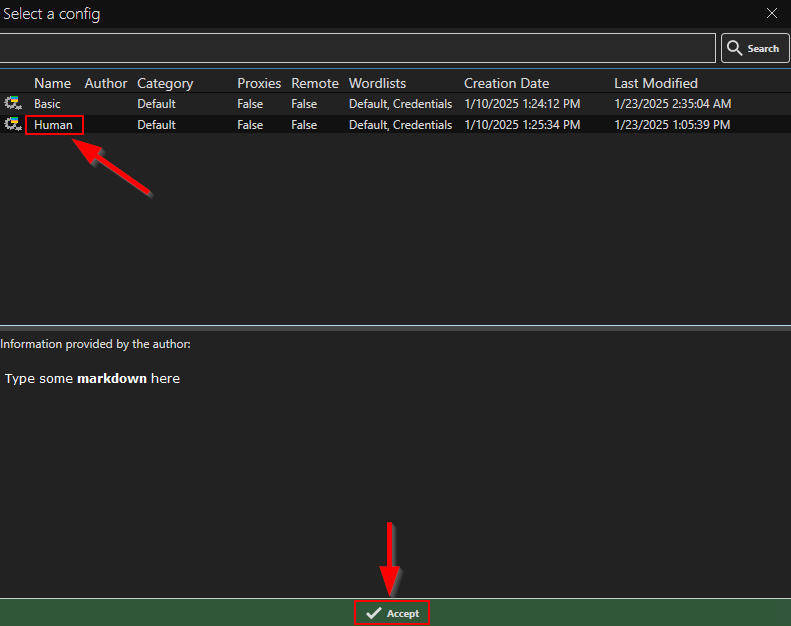 Select a config
Search
Name Author Category Proxies Remote Wordlists Creation Date Last Modified
Basic Default False False Default, Credentials 1/10/2025 1:24:12 PM 1/23/2025 2:35:04 AM
Human Default False False Default, Credentials 1/10/2025 1:25:34 PM 1/23/2025 1:05:39 PM
Information provided by the author:
Type some markdown here
Accept